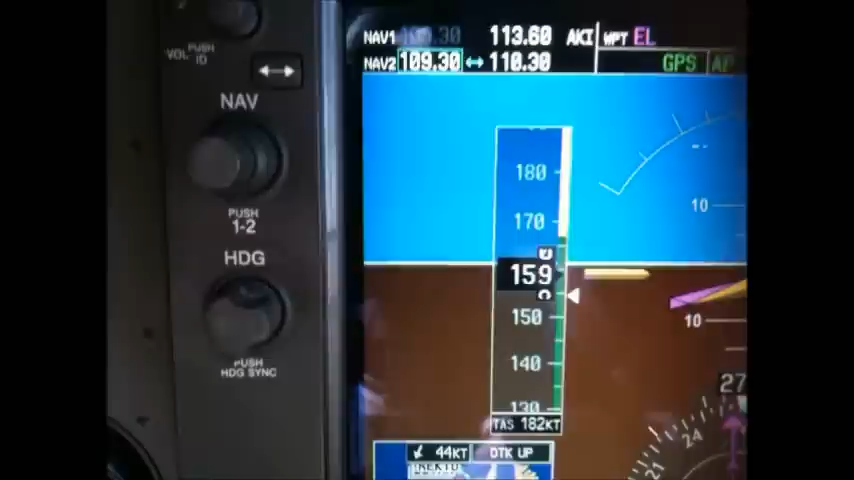 VOL PUSH ID
NAV
PUSH
1-2
HDG
PUSH
HDG SYNC
NAV1 113.60 AKI WPT EL
NAV2 109.30 ↔ 110.30 GPS AP
180
170
159
150
140
130
TAS 182KT
44KT DTK UP
10
10
27
24
21